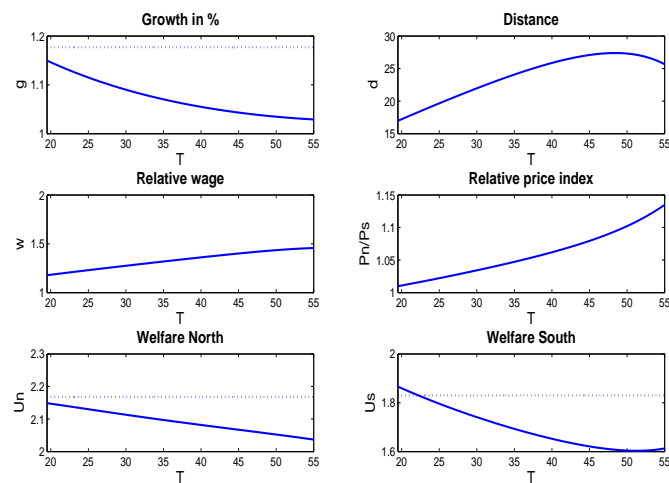 Growth in %
1.2
1.1
1
g
20 25 30 35 40 45 50 55
T
Distance
30
25
20
15
d
20 25 30 35 40 45 50 55
T
Relative wage
2
1.5
1
w
20 25 30 35 40 45 50 55
T
Relative price index
1.15
1.1
1.05
1
Pn/Ps
20 25 30 35 40 45 50 55
T
Welfare North
2.3
2.2
2.1
2
Un
20 25 30 35 40 45 50 55
T
Welfare South
2
1.8
1.6
Us
20 25 30 35 40 45 50 55
T